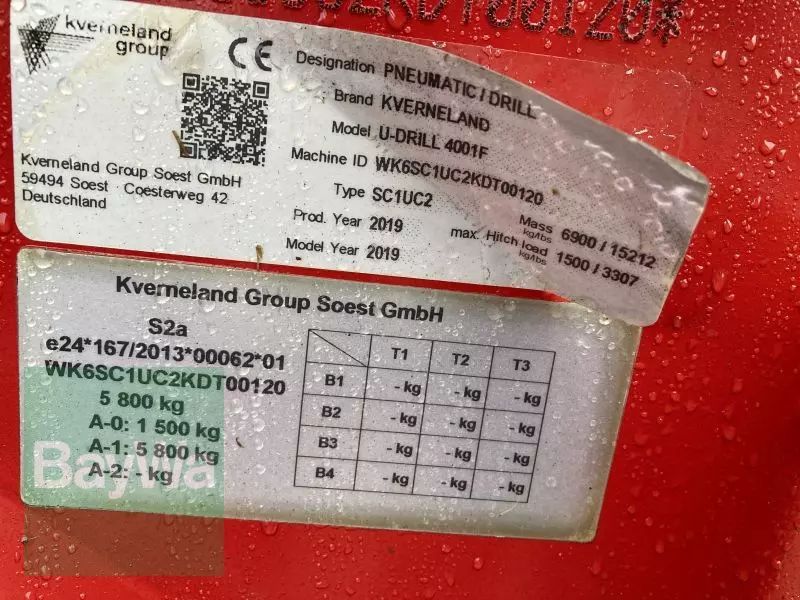 kverneland
group
CE
Designation PNEUMATIC / DRILL
Brand KVERNELAND
Model U-DRILL 4001F
Machine ID WK6SC1UC2KDT00120
Type SC1UC2
Prod. Year 2019
Model Year 2019
Mass kg/lbs 6900 / 15212
max. Hitch load kg/lbs 1500 / 3307
Kverneland Group Soest GmbH
59494 Soest · Coesterweg 42
Deutschland
Kverneland Group Soest GmbH
S2a
e24*167/2013*00062*01
WK6SC1UC2KDT00120
5 800 kg
A-0: 1 500 kg
A-1: 5 800 kg
A-2: - kg
T1 T2 T3
B1 - kg - kg - kg
B2 - kg - kg - kg
B3 - kg - kg - kg
B4 - kg - kg - kg
BayWa